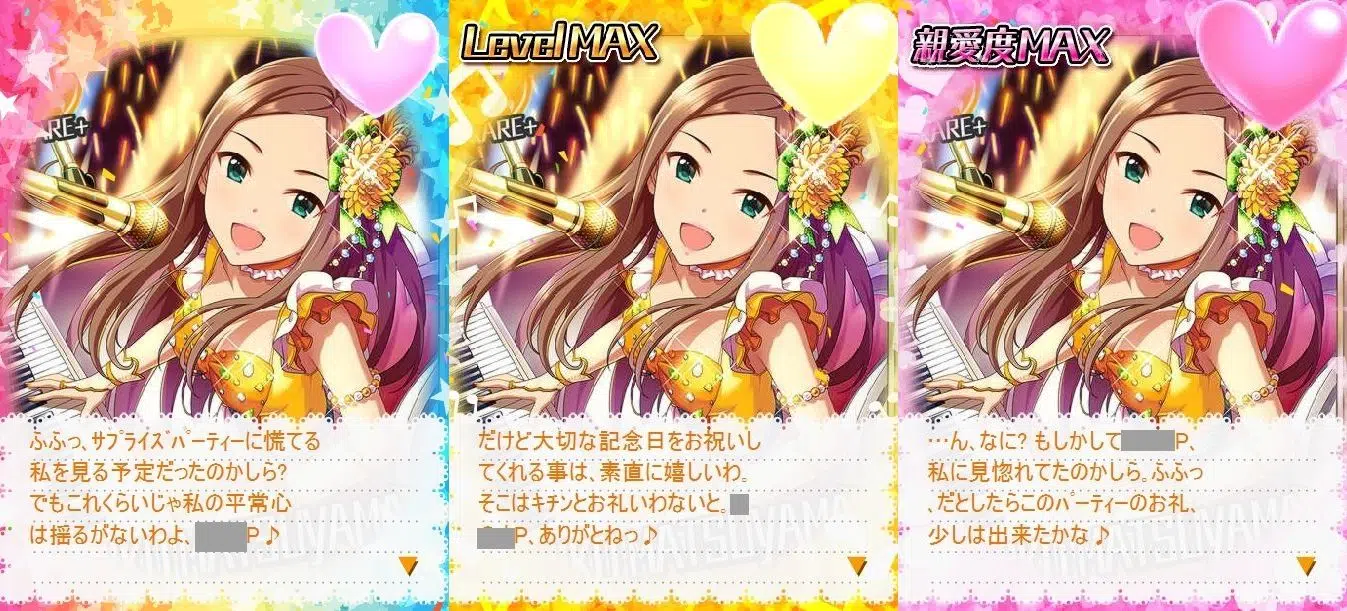 ARE+
ふふっ、サプライズパーティーに慌てる
私を見る予定だったのかしら?
でもこれくらいじゃ私の平常心
は揺るがないわよ、P♪
Level MAX
ARE+
だけど大切な記念日をお祝いし
てくれる事は、素直に嬉しいわ。
そこはキチンとお礼いわないと。
P、ありがとねっ♪
親愛度MAX
ARE+
…ん、なに? もしかしてP、
私に見惚れてたのかしら。ふふっ
、だとしたらこのパーティーのお礼、
少しは出来たかな♪